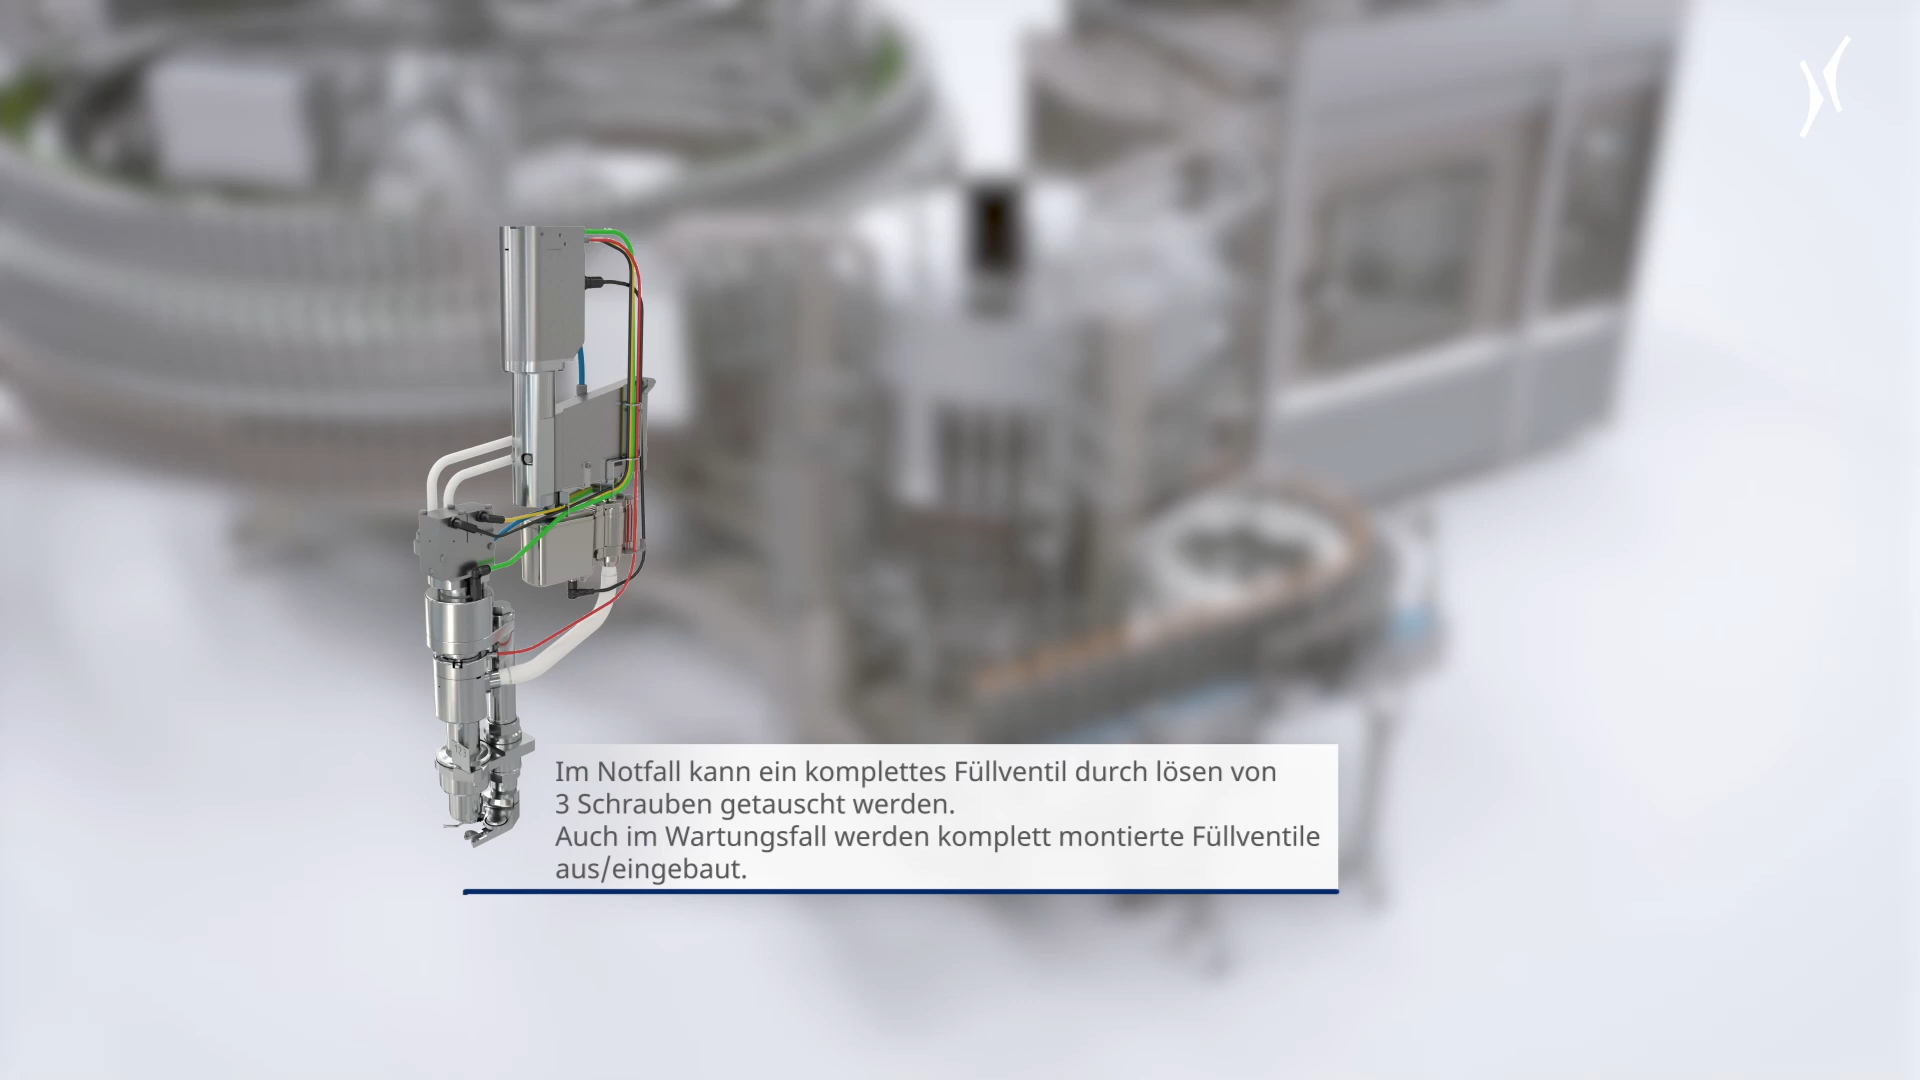 Im Notfall kann ein komplettes Füllventil durch lösen von
3 Schrauben getauscht werden.
Auch im Wartungsfall werden komplett montierte Füllventile
aus/eingebaut.